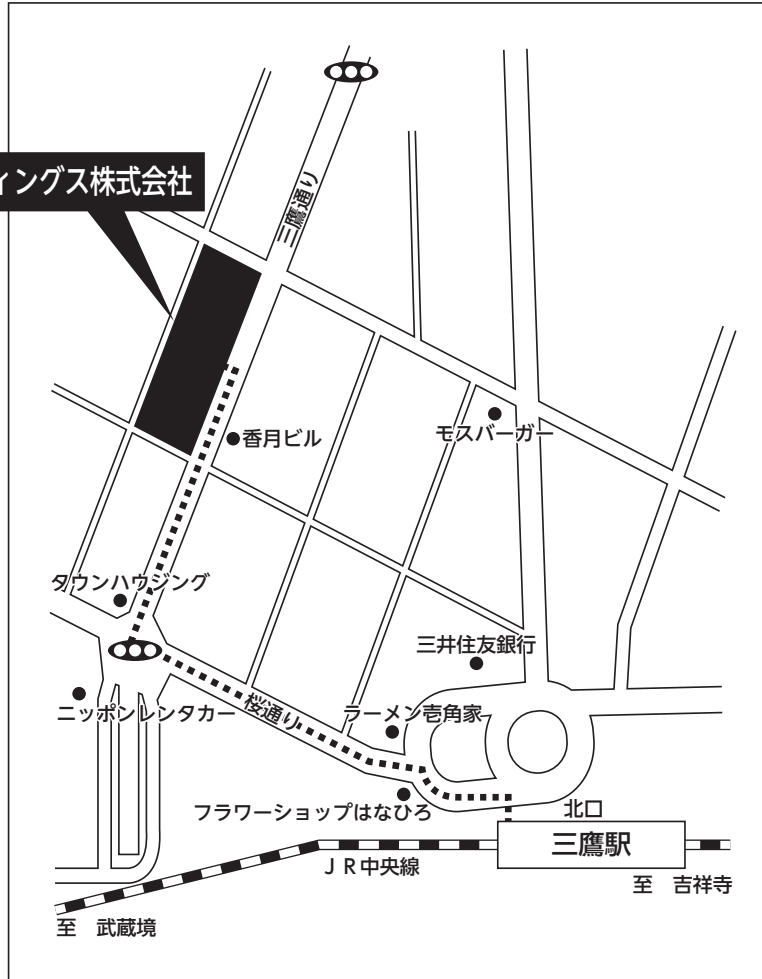 ィングス株式会社
三鷹通り
香月ビル
モスバーガー
タウンハウジング
三井住友銀行
ニッポンレンタカー
桜通り
ラーメン壱角家
フラワーショップはなひろ
北口
三鷹駅
ＪＲ中央線
至　吉祥寺
至　武蔵境